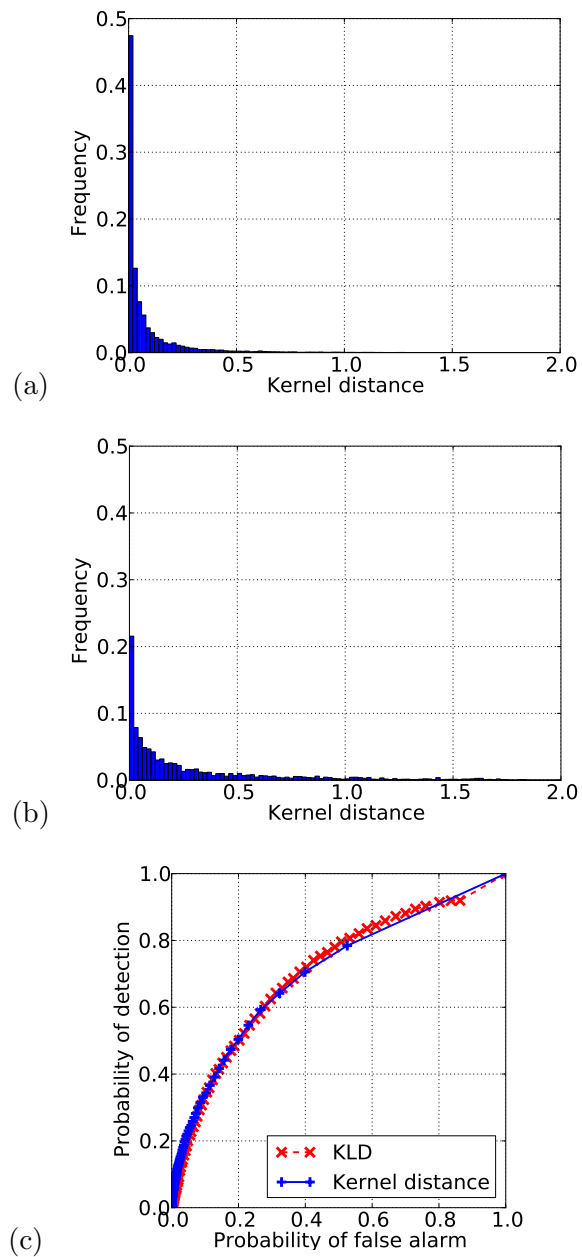 0.5
0.4
0.3
0.2
0.1
0.0
Frequency
0.0 0.5 1.0 1.5 2.0
Kernel distance
(a)
0.5
0.4
0.3
0.2
0.1
0.0
Frequency
0.0 0.5 1.0 1.5 2.0
Kernel distance
(b)
1.0
0.8
0.6
0.4
0.2
0.0
Probability of detection
KLD
Kernel distance
0.0 0.2 0.4 0.6 0.8 1.0
Probability of false alarm
(c)